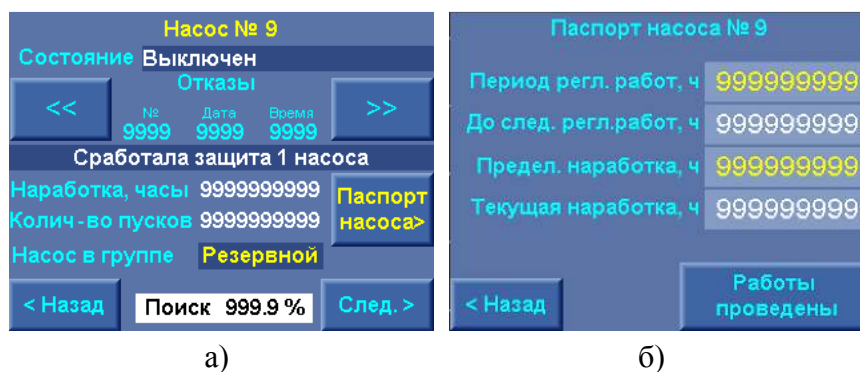 Насос № 9
Состояние Выключен
Отказы
<< № Дата Время >>
9999 9999 9999
Сработала защита 1 насоса
Наработка, часы 9999999999
Колич-во пусков 9999999999
Паспорт насоса>
Насос в группе Резервной
< Назад Поиск 999.9 % След. >
а)
Паспорт насоса № 9
Период регл. работ, ч 999999999
До след. регл.работ, ч 999999999
Предел. наработка, ч 999999999
Текущая наработка, ч 999999999
< Назад
Работы
проведены
б)